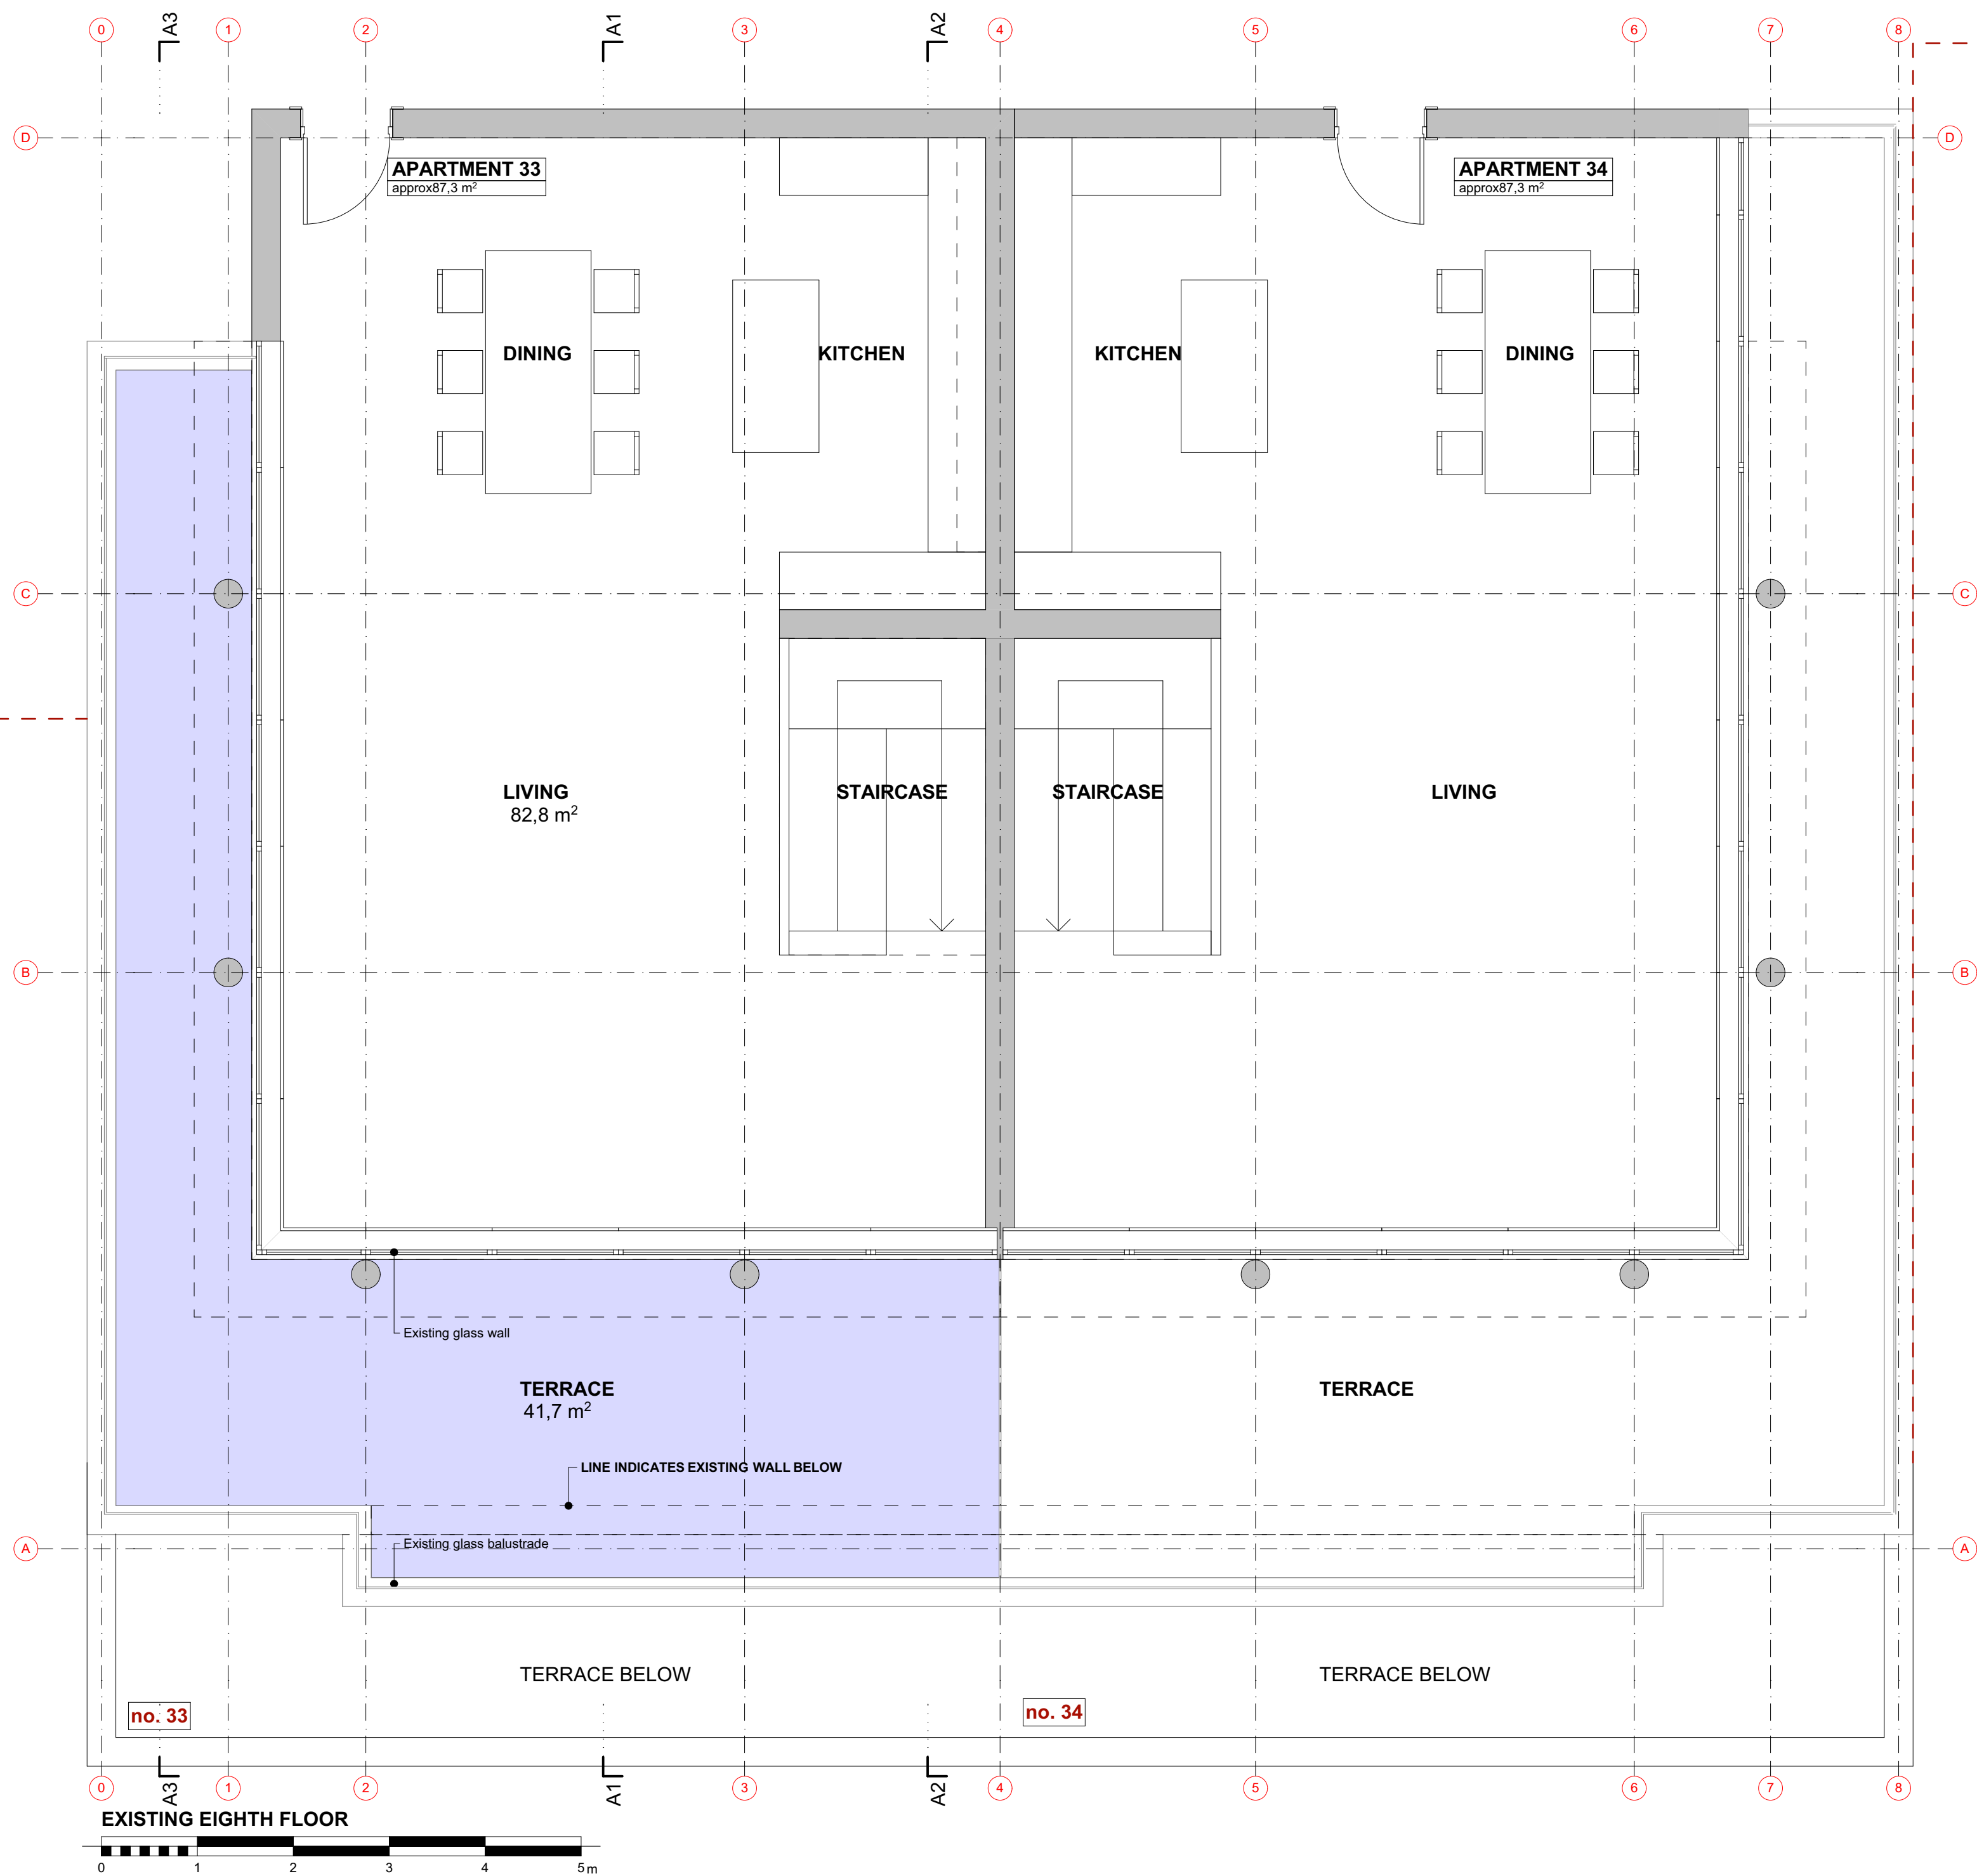 A3
A1
A2
0
1
2
3
4
5
6
7
8
D
D
APARTMENT 33
approx87,3 m²
APARTMENT 34
approx87,3 m²
DINING
KITCHEN
KITCHEN
DINING
C
C
LIVING
82,8 m²
STAIRCASE
STAIRCASE
LIVING
B
B
Existing glass wall
TERRACE
41,7 m²
TERRACE
LINE INDICATES EXISTING WALL BELOW
A
Existing glass balustrade
A
TERRACE BELOW
TERRACE BELOW
no. 33
no. 34
0
A3
1
2
A1
3
A2
4
5
6
7
8
EXISTING EIGHTH FLOOR
0 1 2 3 4 5 m